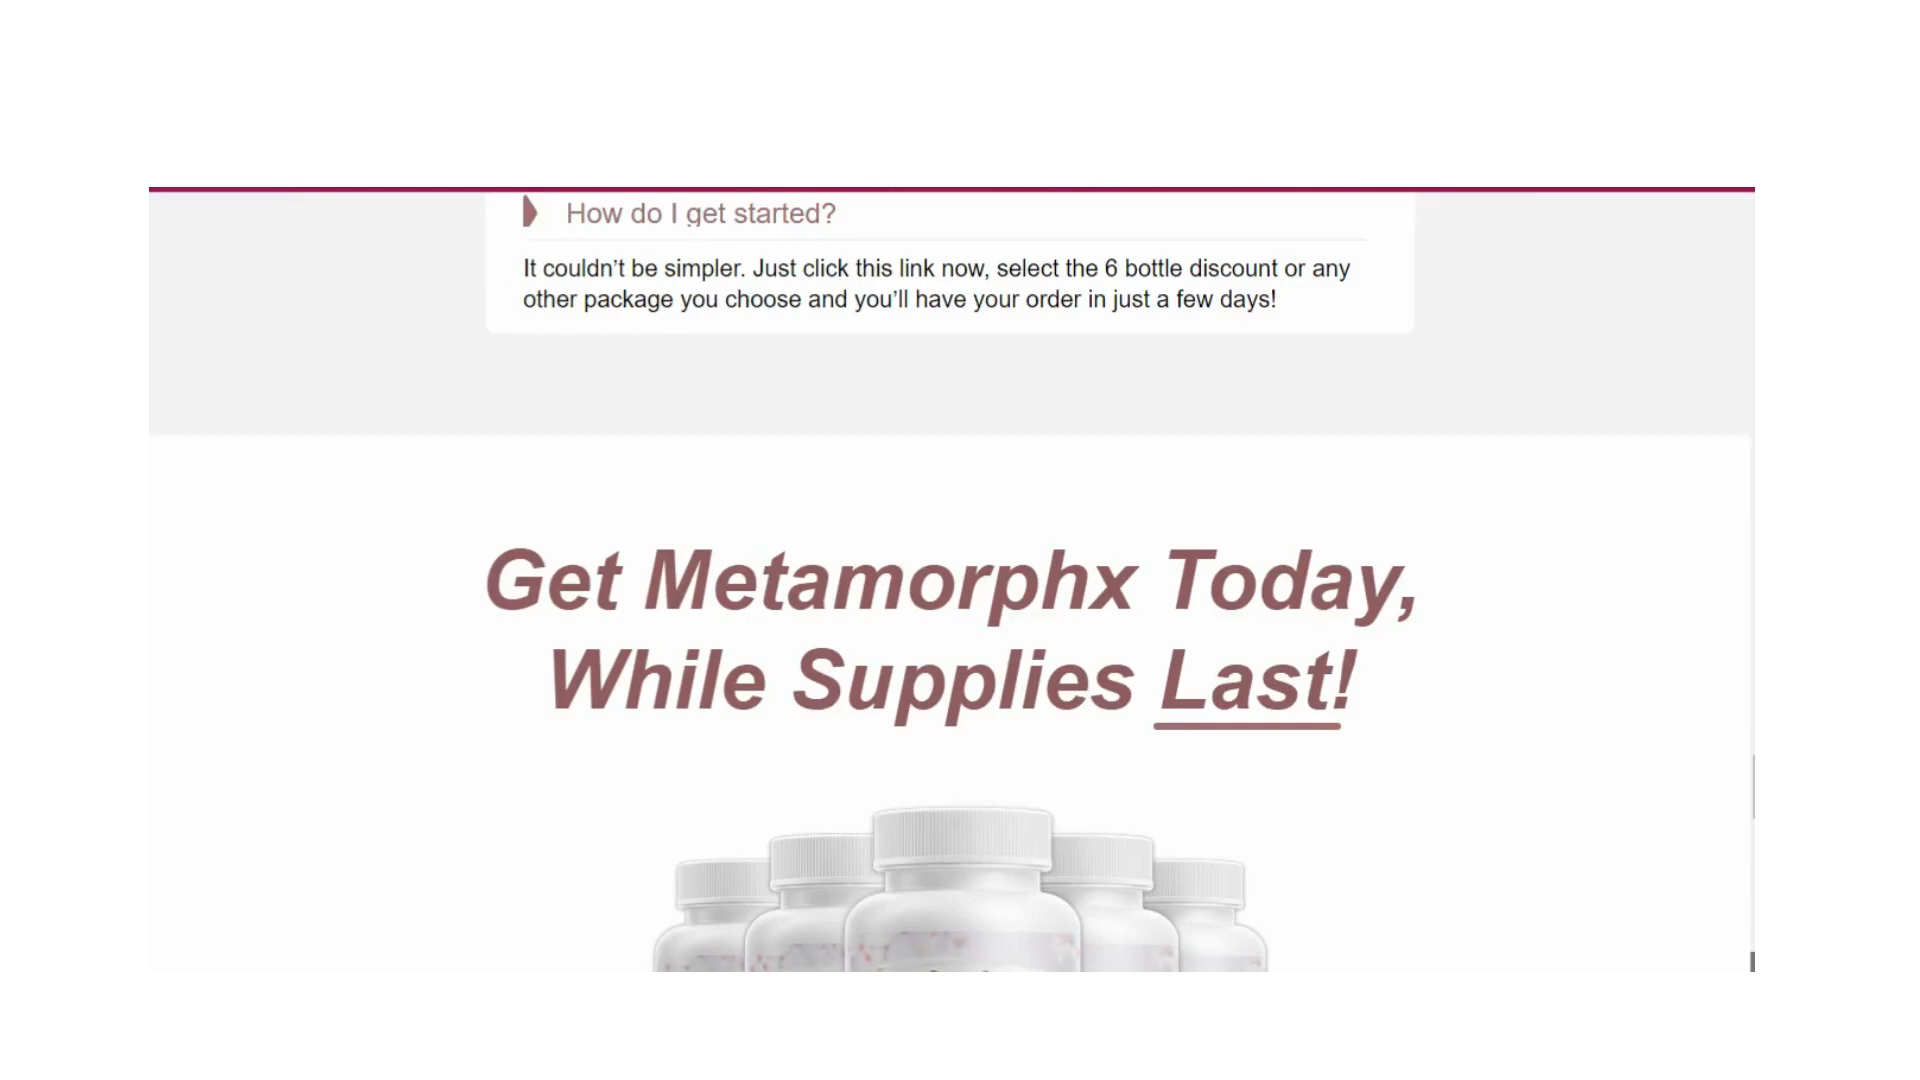 How do I get started?
It couldn’t be simpler. Just click this link now, select the 6 bottle discount or any
other package you choose and you’ll have your order in just a few days!
Get Metamorphx Today,
While Supplies Last!